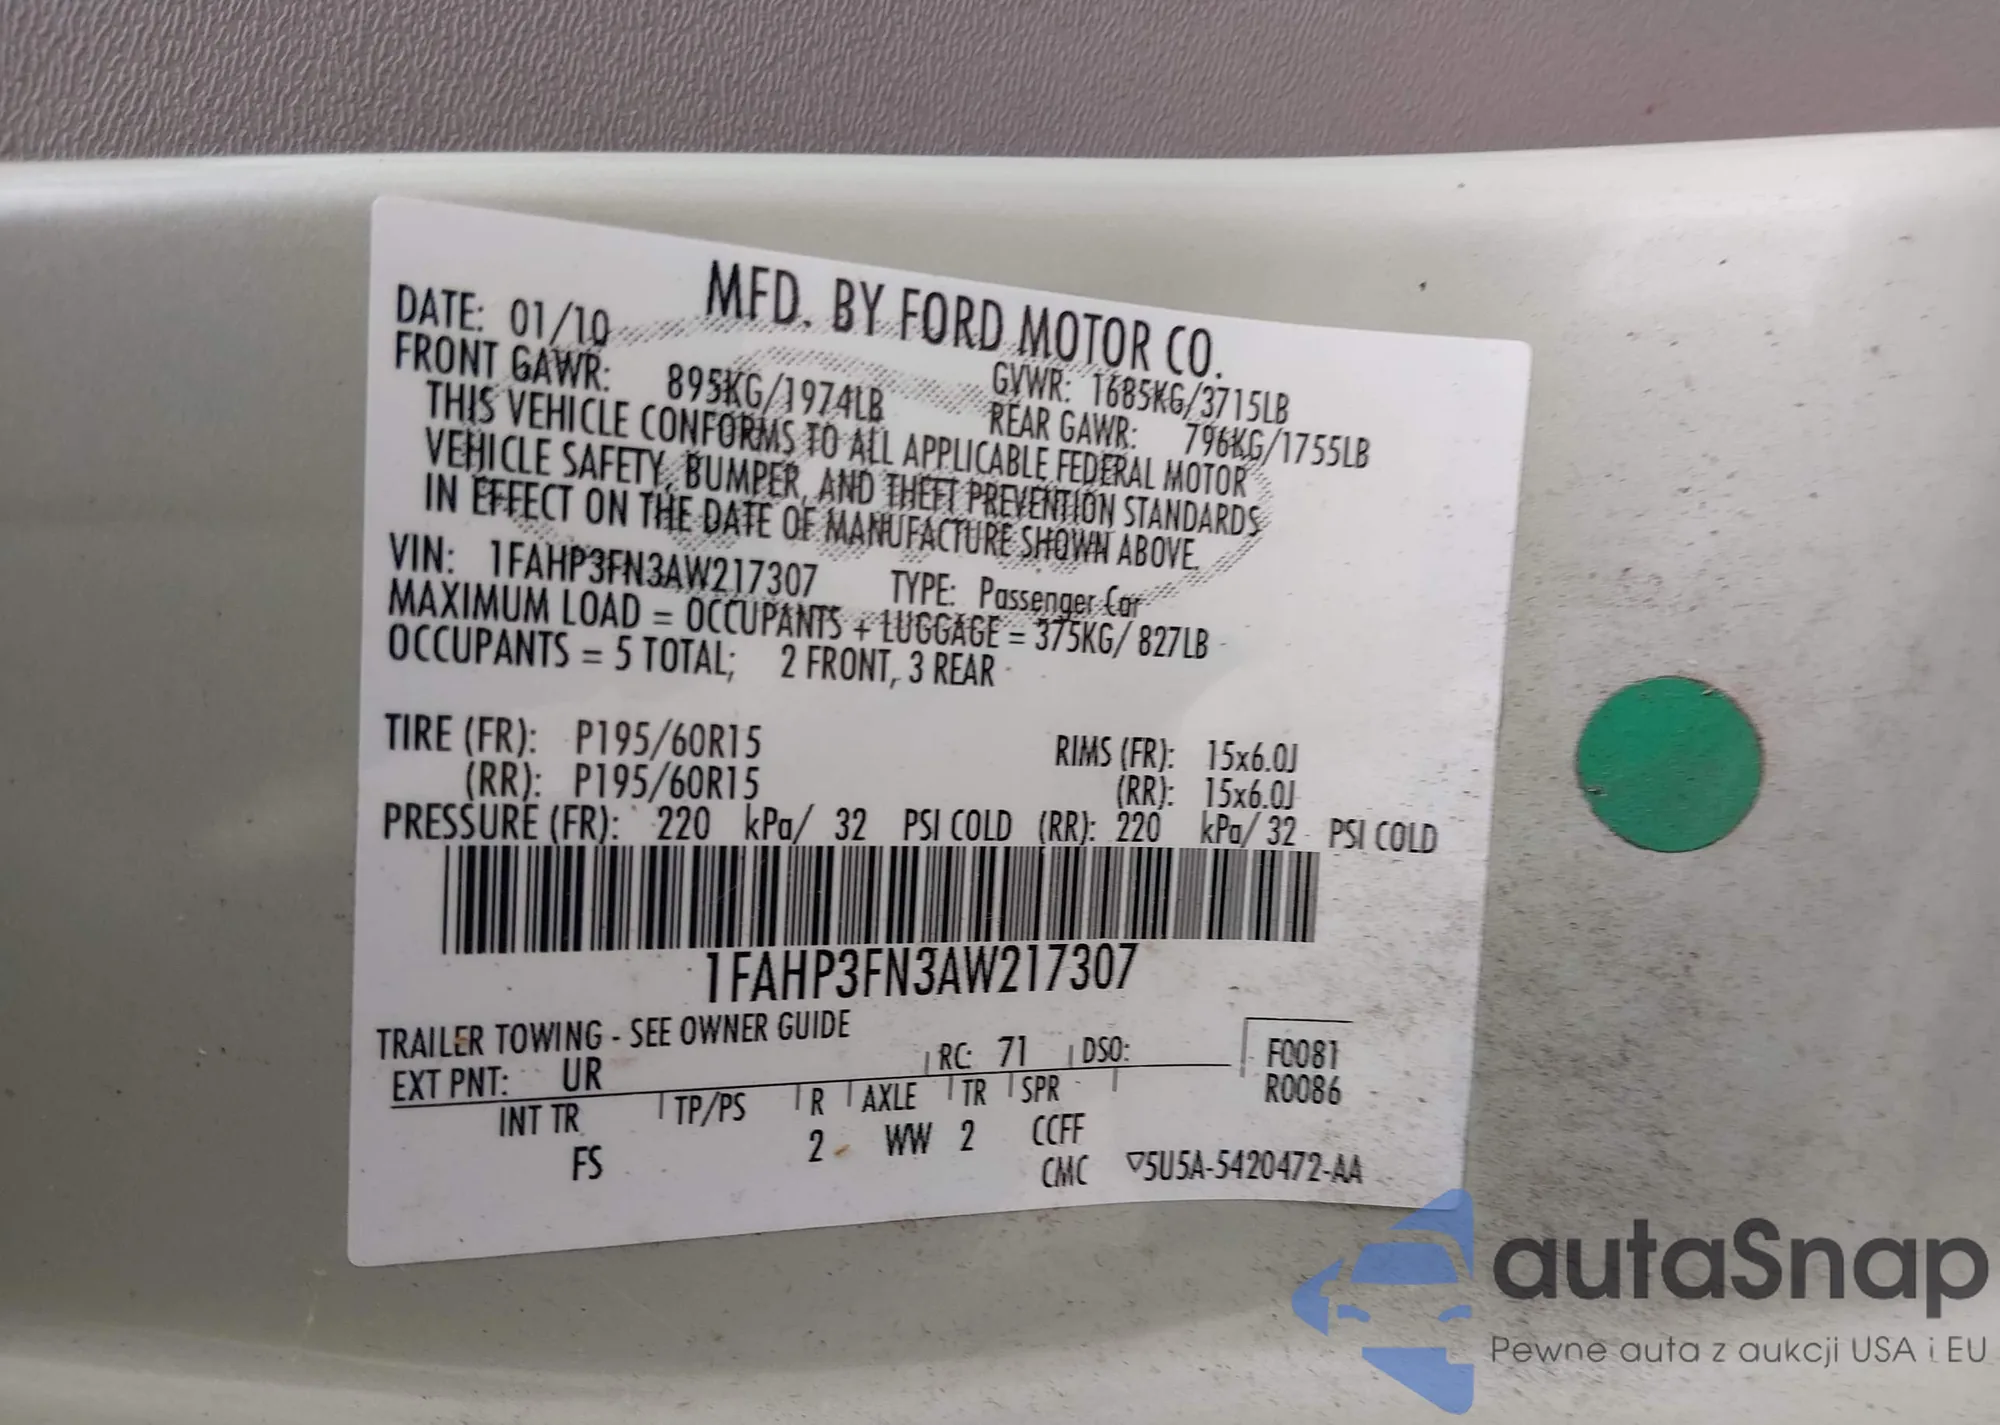 MFD. BY FORD MOTOR CO.
DATE: 01/10
GVWR: 1685KG/3715LB
FRONT GAWR: 895KG/1974LB
REAR GAWR: 796KG/1755LB
THIS VEHICLE CONFORMS TO ALL APPLICABLE FEDERAL MOTOR
VEHICLE SAFETY, BUMPER, AND THEFT PREVENTION STANDARDS
IN EFFECT ON THE DATE OF MANUFACTURE SHOWN ABOVE.
VIN: 1FAHP3FN3AW217307 TYPE: Passenger Car
MAXIMUM LOAD = OCCUPANTS + LUGGAGE = 375KG/ 827LB
OCCUPANTS = 5 TOTAL; 2 FRONT, 3 REAR
TIRE (FR): P195/60R15 RIMS (FR): 15x6.0J
(RR): P195/60R15 (RR): 15x6.0J
PRESSURE (FR): 220 kPa/ 32 PSI COLD (RR): 220 kPa/ 32 PSI COLD
1FAHP3FN3AW217307
TRAILER TOWING - SEE OWNER GUIDE
EXT PNT: UR RC: 71 DSO: F0081
R0086
INT TR TP/PS R AXLE TR SPR
FS 2 WW 2 CCFF
CMC ▽5U5A-5420472-AA
autaSnap
Pewne auta z aukcji USA i EU